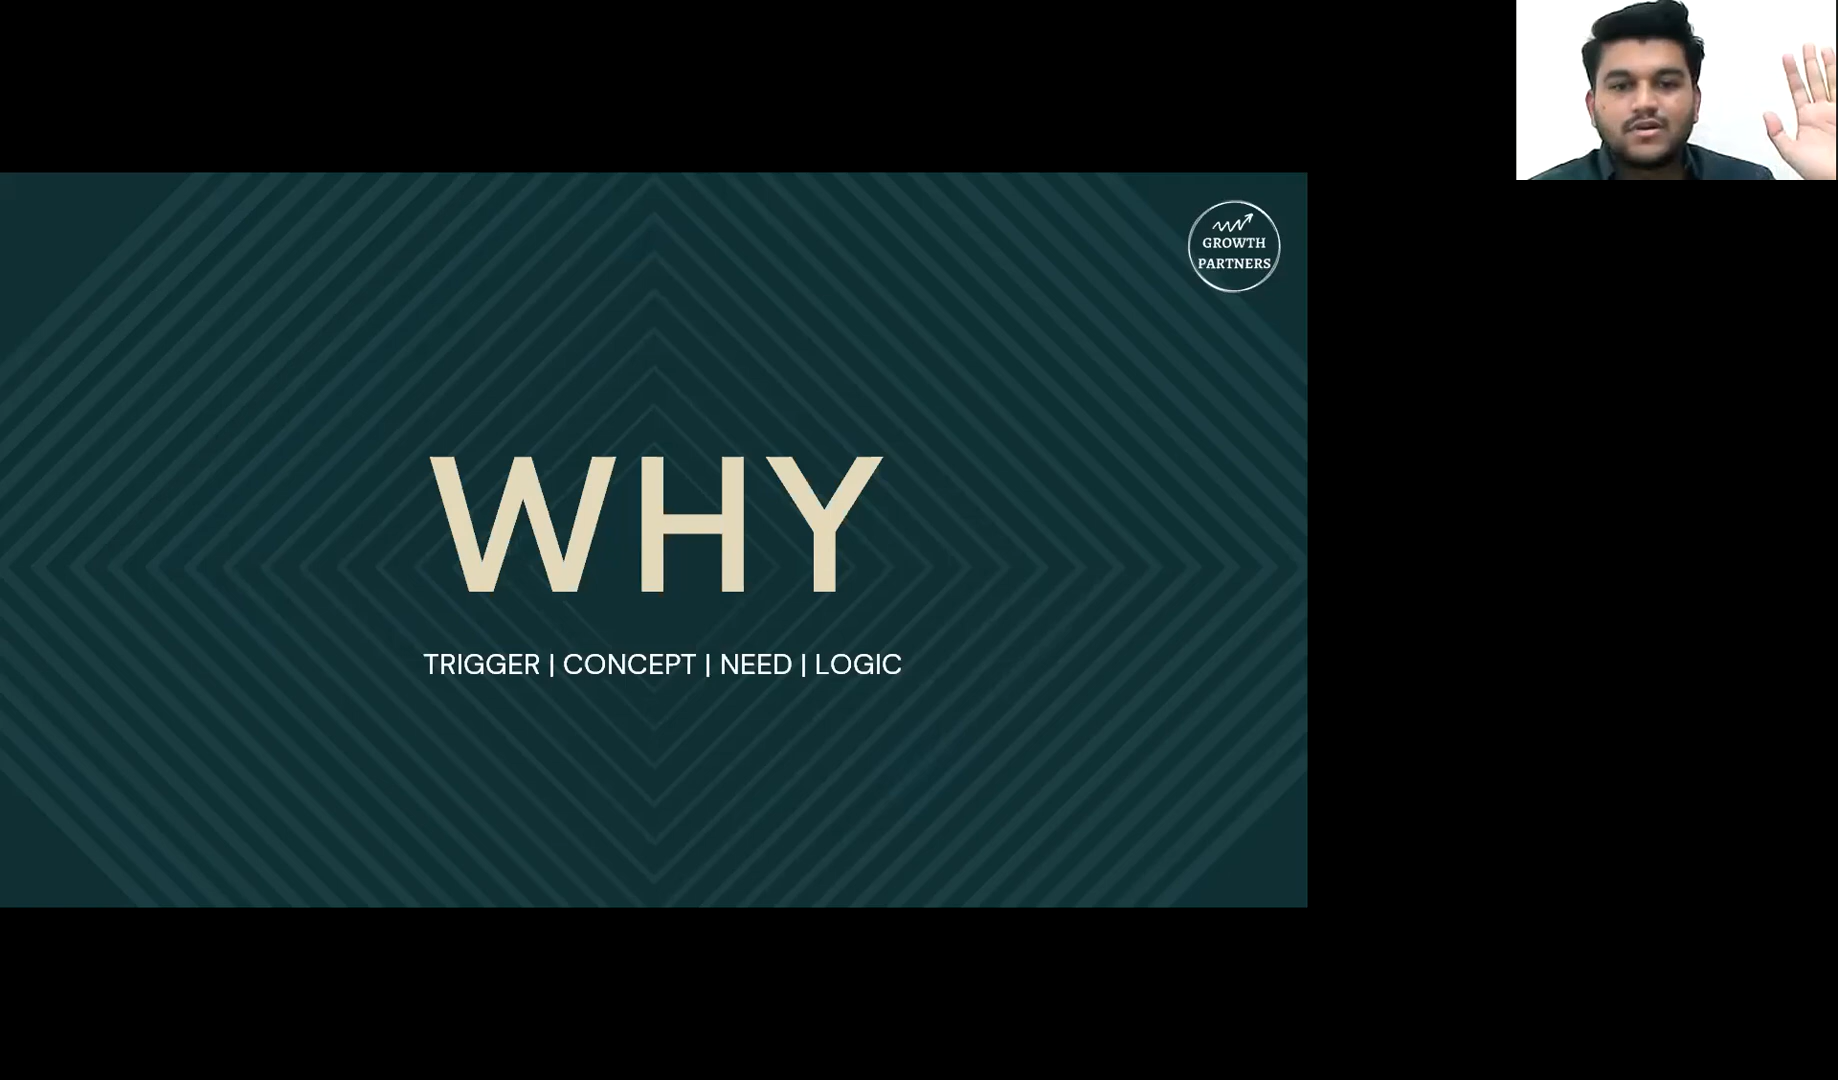 GROWTH
PARTNERS
WHY
TRIGGER | CONCEPT | NEED | LOGIC